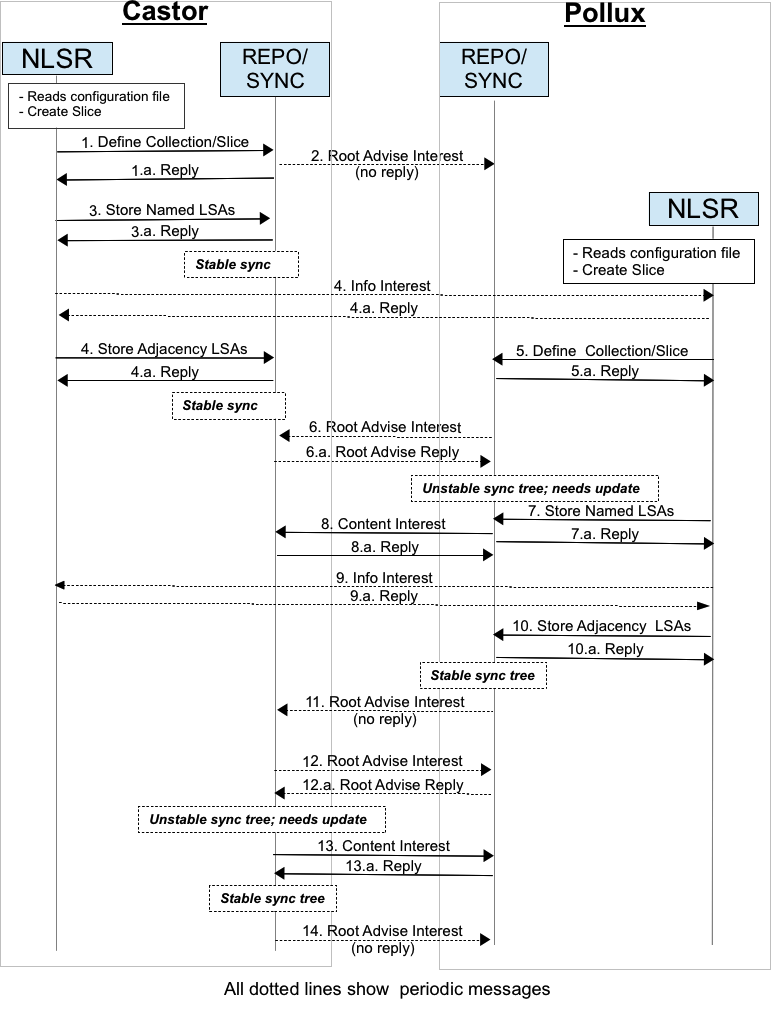 Castor
Pollux
NLSR
REPO/
SYNC
REPO/
SYNC
- Reads configuration file
- Create Slice
1. Define Collection/Slice
2. Root Advise Interest
(no reply)
1.a. Reply
NLSR
3. Store Named LSAs
3.a. Reply
- Reads configuration file
- Create Slice
Stable sync
4. Info Interest
4.a. Reply
4. Store Adjacency LSAs
5. Define Collection/Slice
4.a. Reply
5.a. Reply
Stable sync
6. Root Advise Interest
6.a. Root Advise Reply
Unstable sync tree; needs update
7. Store Named LSAs
8. Content Interest
7.a. Reply
8.a. Reply
9. Info Interest
9.a. Reply
10. Store Adjacency LSAs
10.a. Reply
Stable sync tree
11. Root Advise Interest
(no reply)
12. Root Advise Interest
12.a. Root Advise Reply
Unstable sync tree; needs update
13. Content Interest
13.a. Reply
Stable sync tree
14. Root Advise Interest
(no reply)
All dotted lines show periodic messages